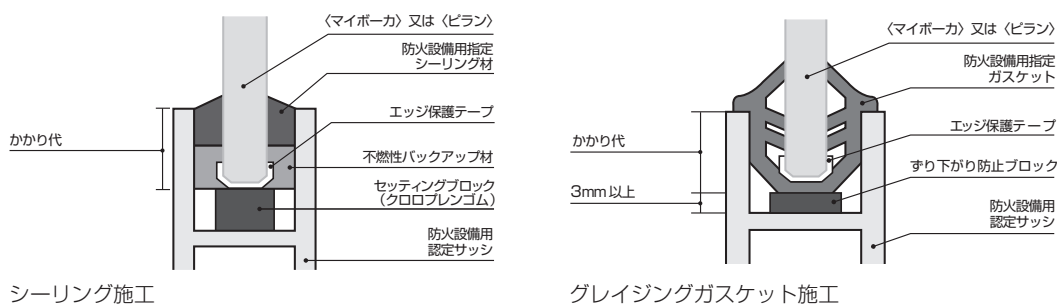 〈マイボーカ〉又は〈ピラン〉
防火設備用指定
シーリング材
エッジ保護テープ
かかり代
不燃性バックアップ材
セッティングブロック
（クロロプレンゴム）
防火設備用
認定サッシ
シーリング施工
〈マイボーカ〉又は〈ピラン〉
防火設備用指定
ガスケット
エッジ保護テープ
かかり代
ずり下がり防止ブロック
3mm以上
防火設備用
認定サッシ
グレイジングガスケット施工